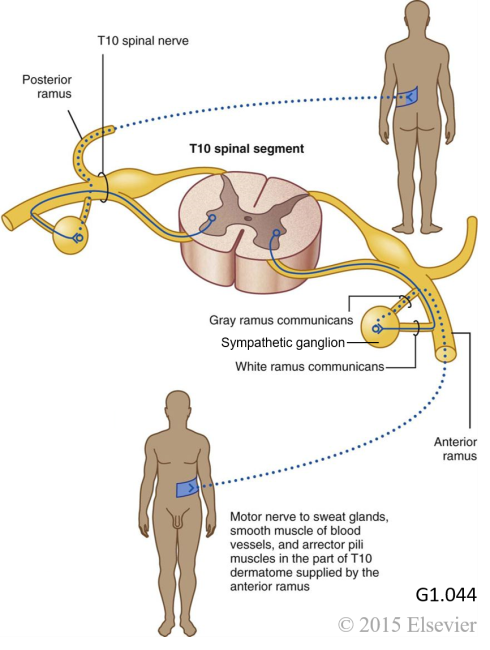 T10 spinal nerve
Posterior
ramus
T10 spinal segment
Gray ramus communicans
Sympathetic ganglion
White ramus communicans
Anterior
ramus
Motor nerve to sweat glands,
smooth muscle of blood
vessels, and arrector pili
muscles in the part of T10
dermatome supplied by the
anterior ramus
G1.044
© 2015 Elsevier